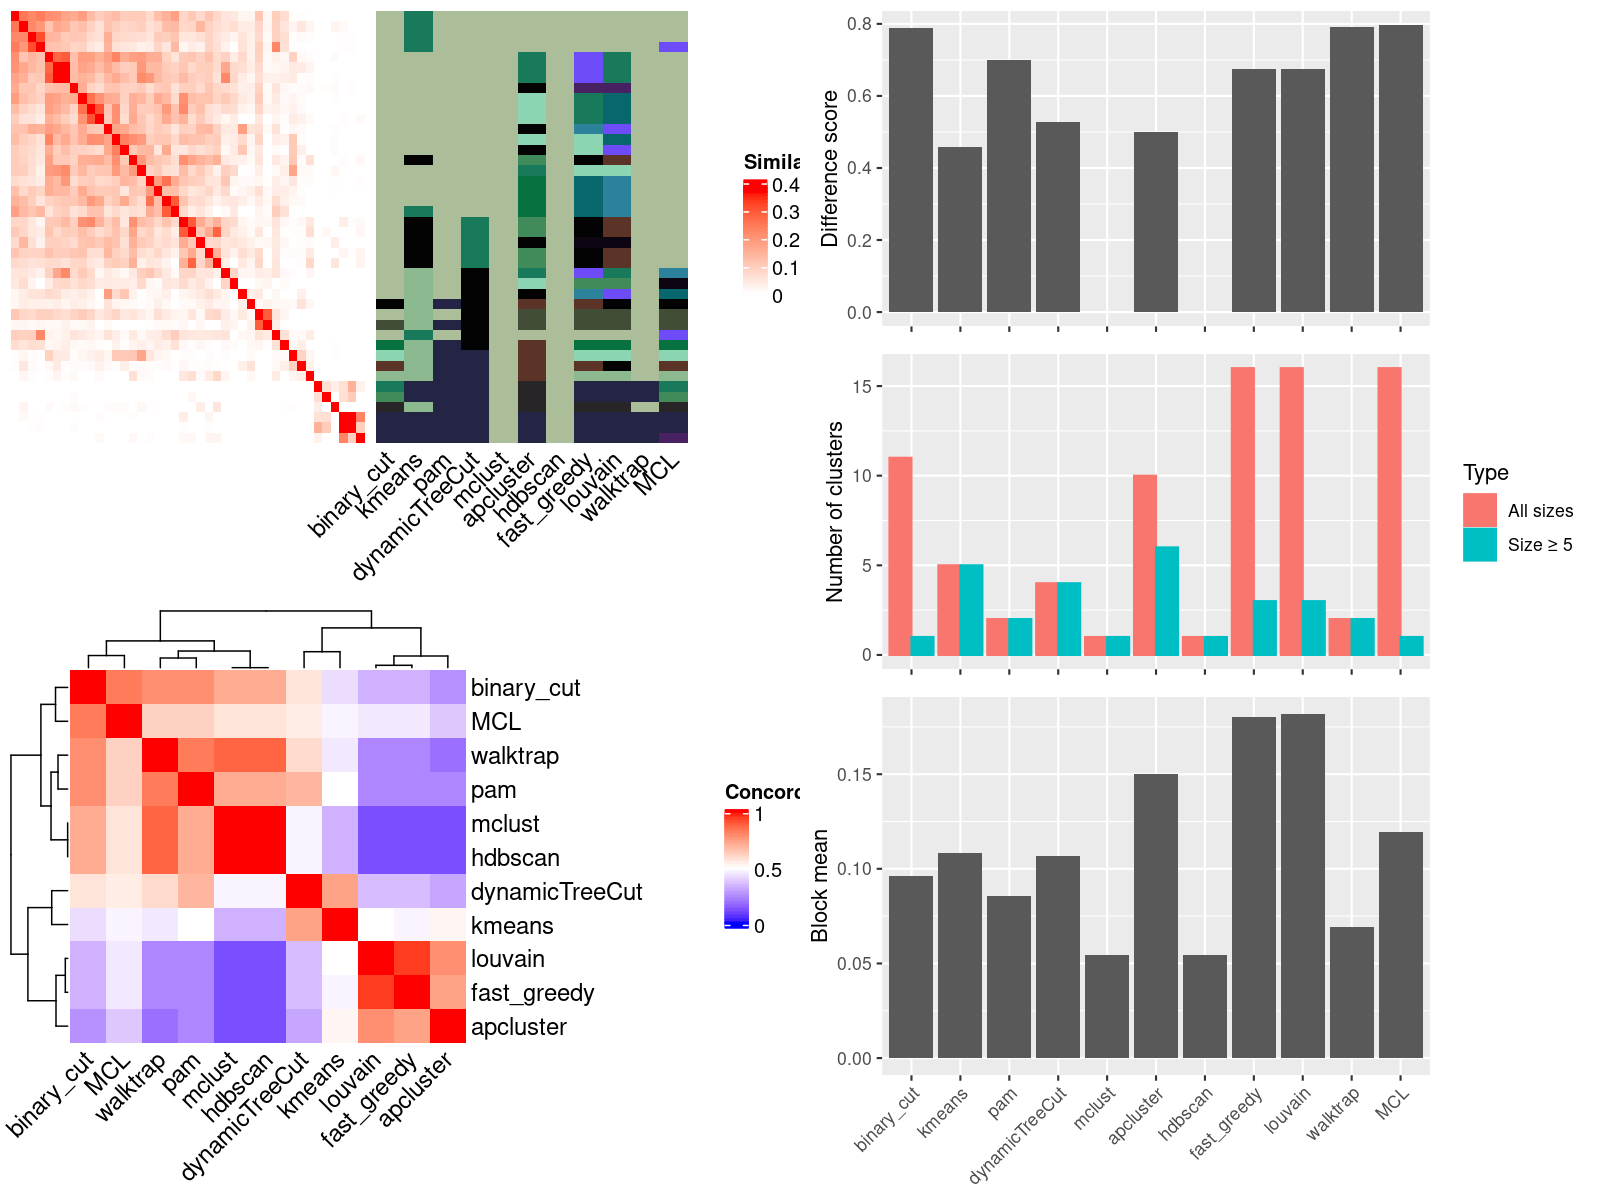 Simila
0.4
0.3
0.2
0.1
0
binary_cut
kmeans
pam
dynamicTreeCut
mclust
apcluster
hdbscan
fast_greedy
louvain
walktrap
MCL
binary_cut
MCL
walktrap
pam
mclust
hdbscan
dynamicTreeCut
kmeans
louvain
fast_greedy
apcluster
Concord
1
0.5
0
binary_cut
MCL
walktrap
pam
mclust
hdbscan
dynamicTreeCut
kmeans
louvain
fast_greedy
apcluster
Difference score
0.8
0.6
0.4
0.2
0.0
Number of clusters
15
10
5
0
Type
All sizes
Size ≥ 5
Block mean
0.15
0.10
0.05
0.00
binary_cut
kmeans
pam
dynamicTreeCut
mclust
apcluster
hdbscan
fast_greedy
louvain
walktrap
MCL